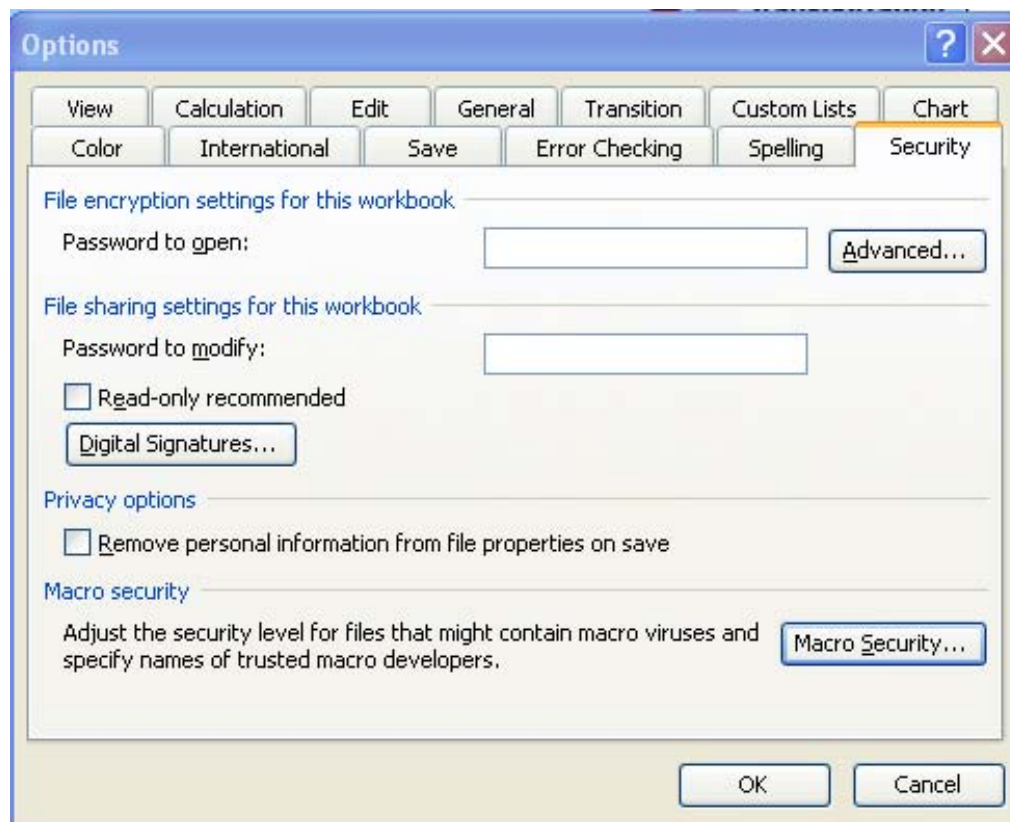 Options
View Calculation Edit General Transition Custom Lists Chart
Color International Save Error Checking Spelling Security
File encryption settings for this workbook
Password to open:
Advanced...
File sharing settings for this workbook
Password to modify:
Read-only recommended
Digital Signatures...
Privacy options
Remove personal information from file properties on save
Macro security
Adjust the security level for files that might contain macro viruses and
specify names of trusted macro developers.
Macro Security...
OK Cancel